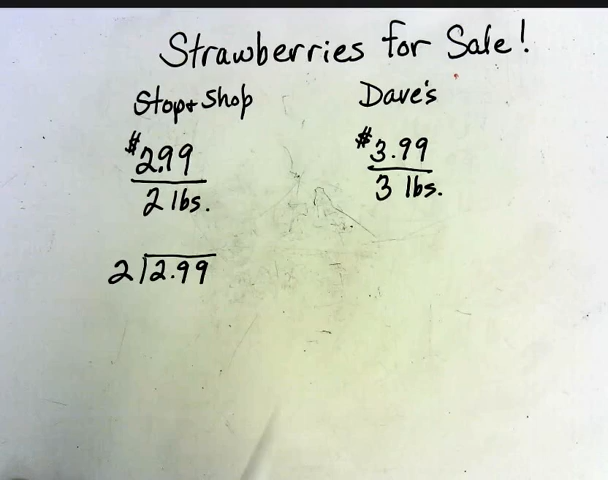 Strawberries for Sale!
Stop & Shop
Dave's
$2.99
2 lbs.
$3.99
3 lbs.
2)2.99